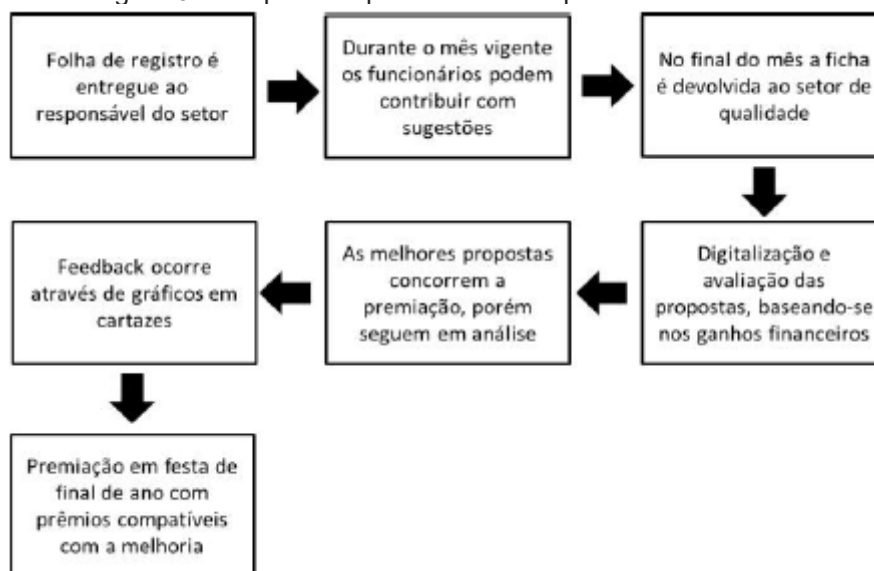 Folha de registro é
entregue ao
responsável do setor
Durante o mês vigente
os funcionários podem
contribuir com
sugestões
No final do mês a ficha
é devolvida ao setor de
qualidade
Digitalização e
avaliação das
propostas, baseando-se
nos ganhos financeiros
As melhores propostas
concorrem a
premiação, porém
seguem em análise
Feedback ocorre
através de gráficos em
cartazes
Premiação em festa de
final de ano com
prêmios compatíveis
com a melhoria